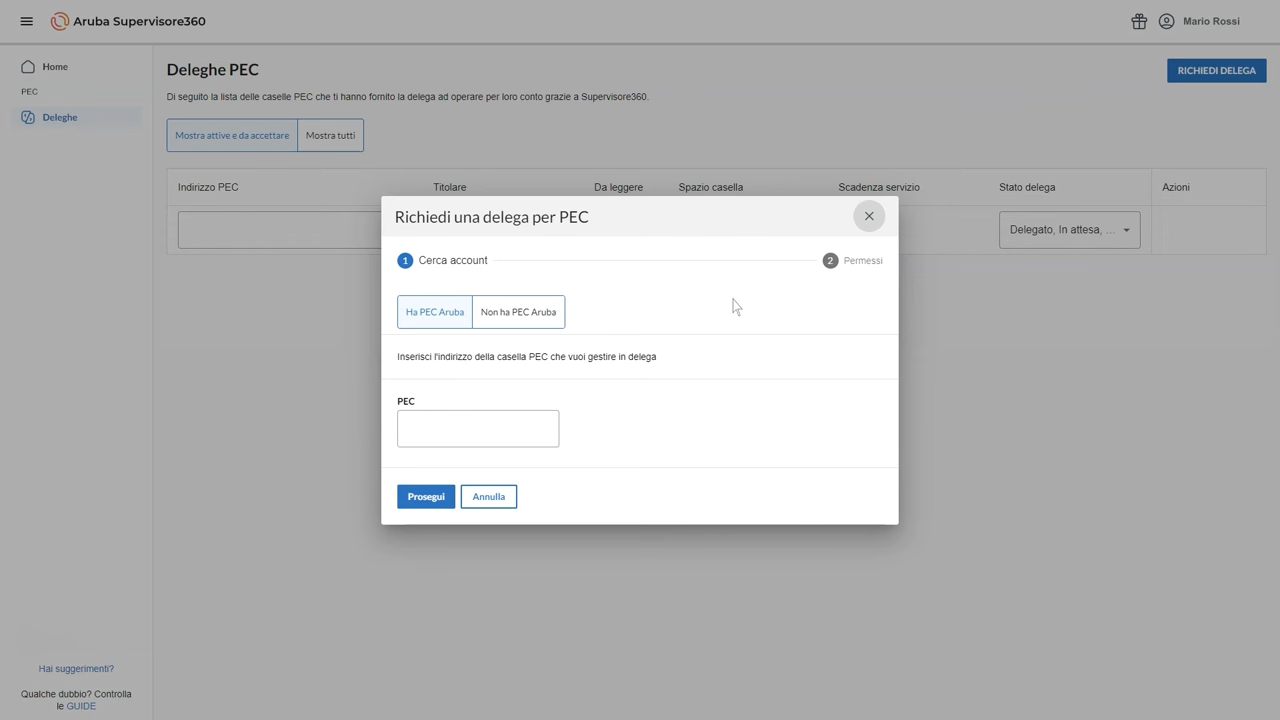 Aruba Supervisore360
Mario Rossi
Home
PEC
Deleghe
Deleghe PEC
RICHIEDI DELEGA
Di seguito la lista delle caselle PEC che ti hanno fornito la delega ad operare per loro conto grazie a Supervisore360.
Mostra attive e da accettare
Mostra tutti
Indirizzo PEC
Titolare
Da leggere
Spazio casella
Scadenza servizio
Stato delega
Azioni
Delegato, In attesa, ...
Richiedi una delega per PEC
1 Cerca account
2 Permessi
Ha PEC Aruba
Non ha PEC Aruba
Inserisci l'indirizzo della casella PEC che vuoi gestire in delega
PEC
Prosegui
Annulla
Hai suggerimenti?
Qualche dubbio? Controlla
le GUIDE